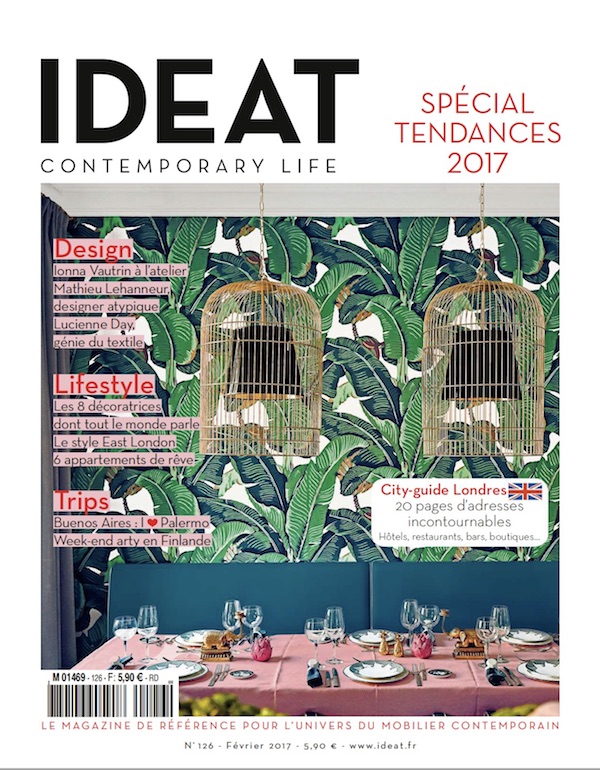 IDEAT
CONTEMPORARY LIFE
SPÉCIAL
TENDANCES
2017
Design
Ionna Vautrin à l'atelier
Mathieu Lehanneur,
designer atypique
Lucienne Day,
génie du textile
Lifestyle
Les 8 décoratrices
dont tout le monde parle
Le style East London
6 appartements de rêve
Trips
Buenos Aires : I ❤ Palermo
Week-end arty en Finlande
City-guide Londres
20 pages d'adresses
incontournables
Hôtels, restaurants, bars, boutiques...
M 01469 - 126 - F: 5,90 € - RD
LE MAGAZINE DE RÉFÉRENCE POUR L'UNIVERS DU MOBILIER CONTEMPORAIN
N° 126 - Février 2017 - 5,90 € - www.ideat.fr